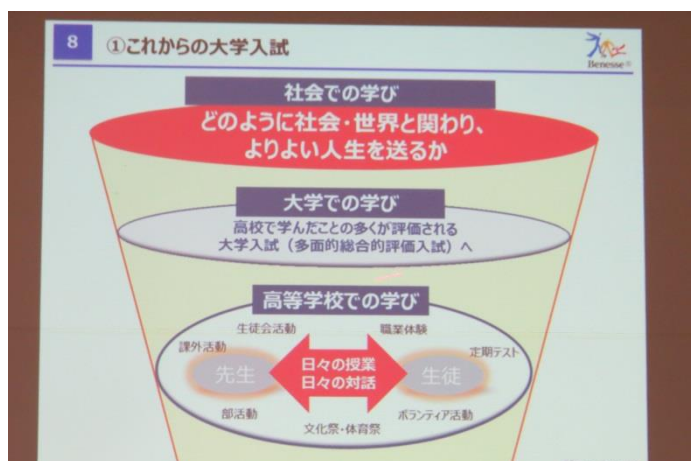 8
①これからの大学入試
Benesse®
社会での学び
どのように社会・世界と関わり、
よりよい人生を送るか
大学での学び
高校で学んだことの多くが評価される
大学入試（多面的総合的評価入試）へ
高等学校での学び
生徒会活動
職業体験
課外活動
定期テスト
先生
日々の授業
日々の対話
生徒
部活動
ボランティア活動
文化祭・体育祭